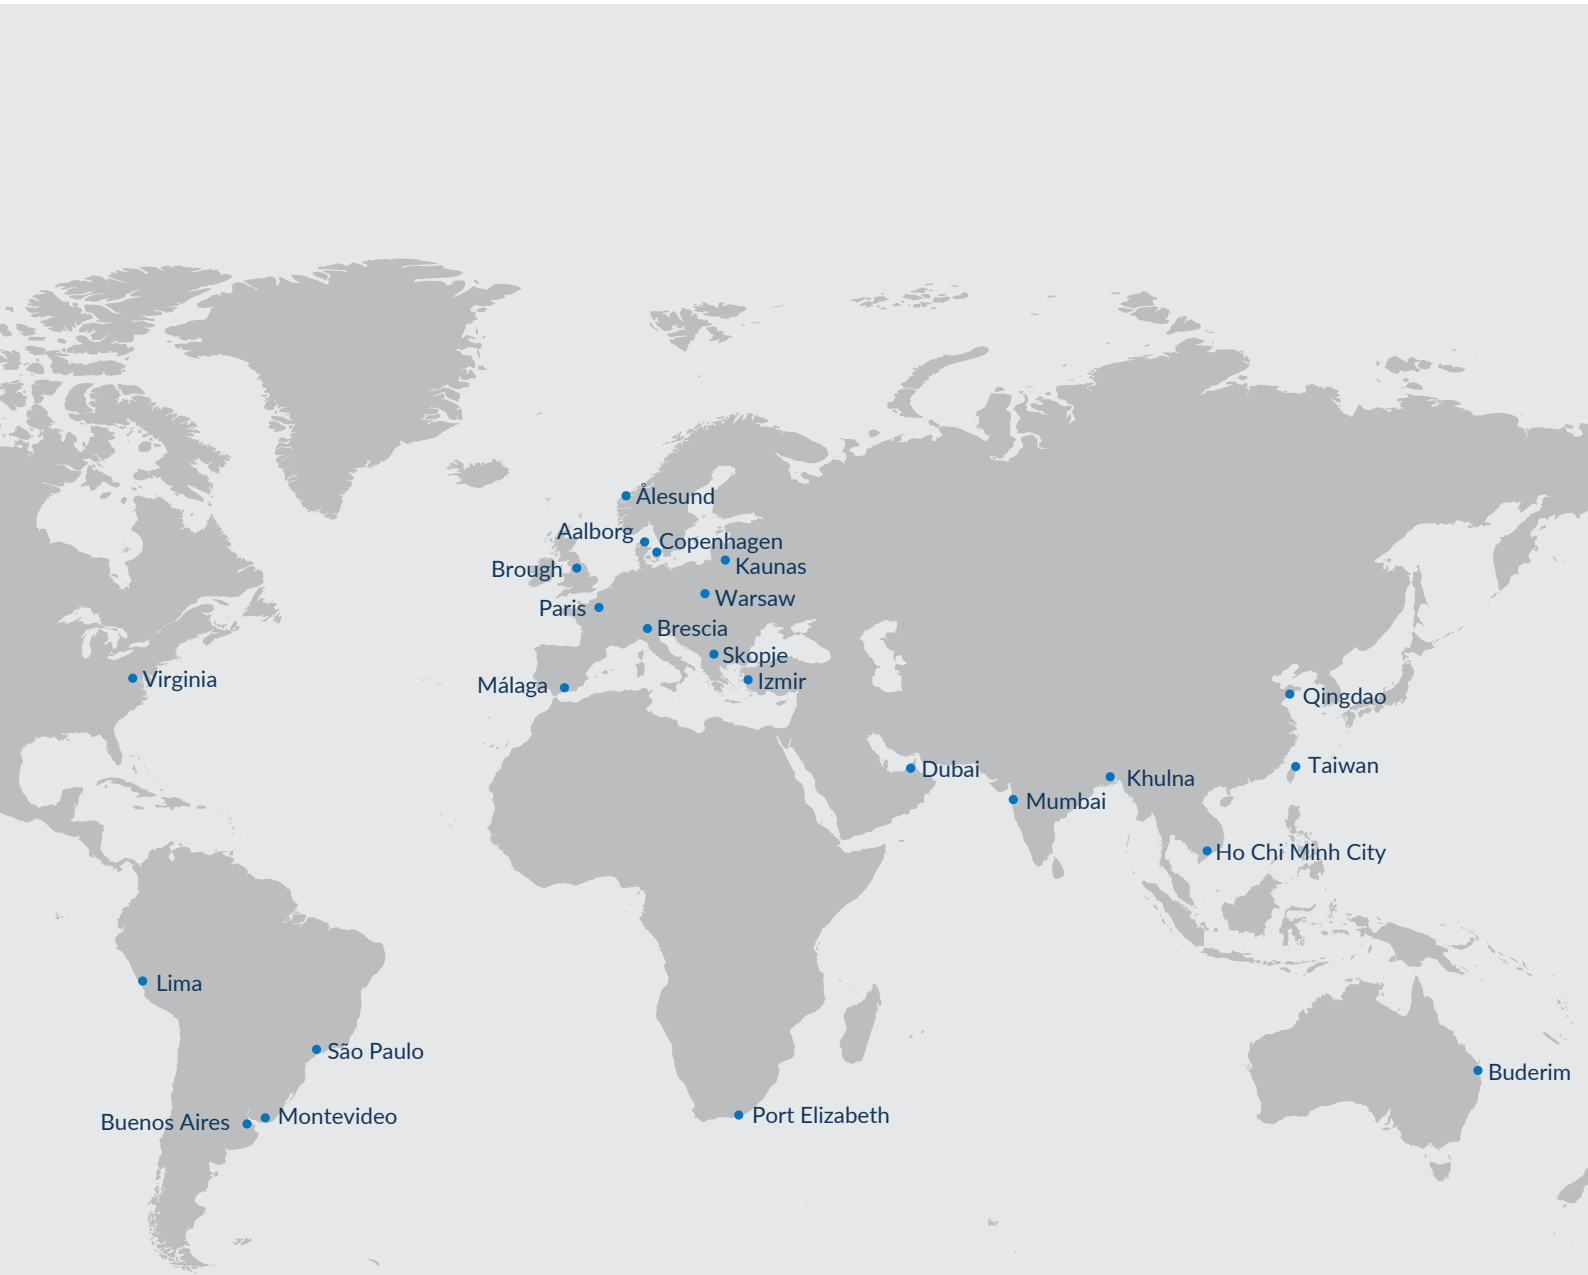 Ålesund
Aalborg
Copenhagen
Kaunas
Brough
Warsaw
Paris
Brescia
Skopje
Virginia
Málaga
Izmir
Qingdao
Dubai
Taiwan
Khulna
Mumbai
Ho Chi Minh City
Lima
São Paulo
Buderim
Buenos Aires
Montevideo
Port Elizabeth